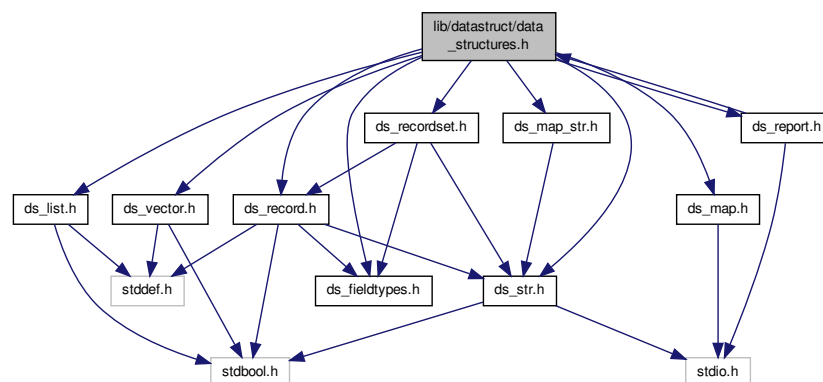 lib/datastruct/data
_structures.h
ds_recordset.h
ds_map_str.h
ds_report.h
ds_list.h
ds_vector.h
ds_record.h
ds_map.h
stddef.h
ds_fieldtypes.h
ds_str.h
stdbool.h
stdio.h